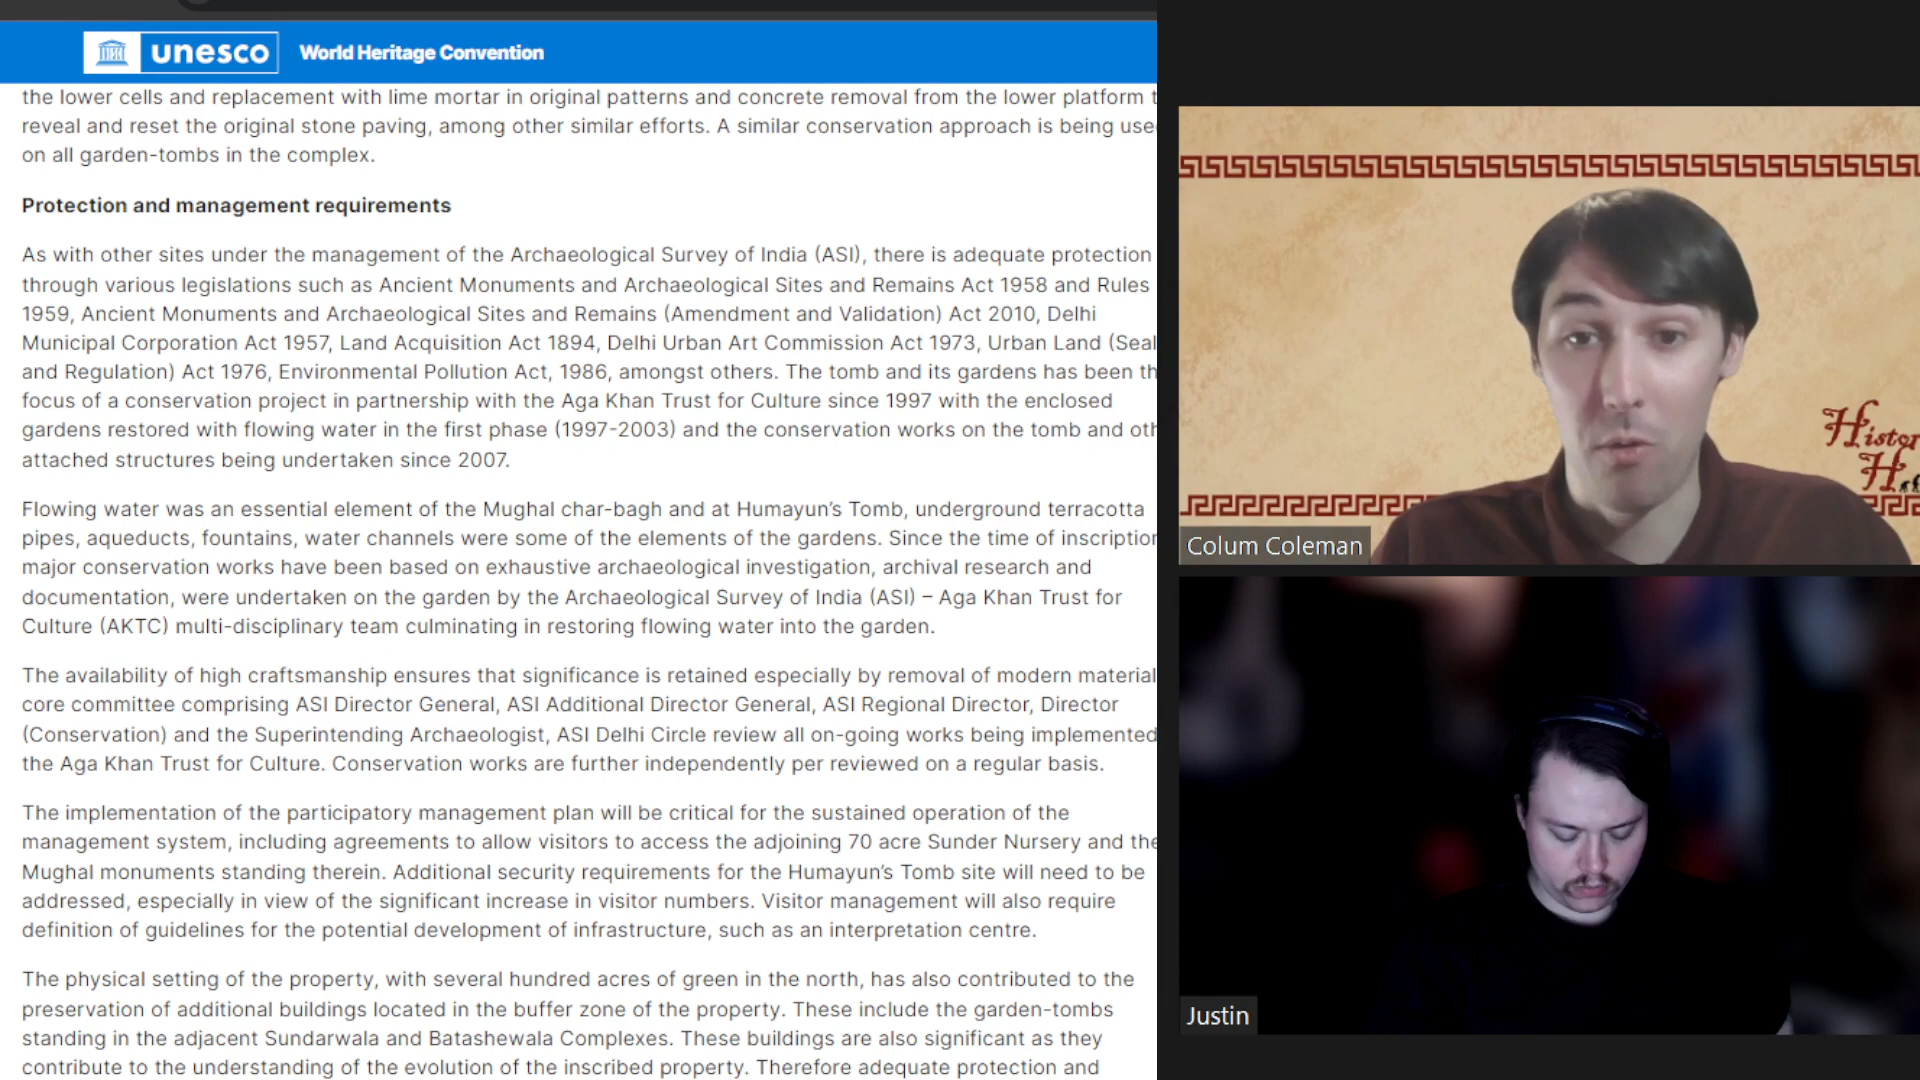 unesco
World Heritage Convention
the lower cells and replacement with lime mortar in original patterns and concrete removal from the lower platform t
reveal and reset the original stone paving, among other similar efforts. A similar conservation approach is being use
on all garden-tombs in the complex.
Protection and management requirements
As with other sites under the management of the Archaeological Survey of India (ASI), there is adequate protection
through various legislations such as Ancient Monuments and Archaeological Sites and Remains Act 1958 and Rules
1959, Ancient Monuments and Archaeological Sites and Remains (Amendment and Validation) Act 2010, Delhi
Municipal Corporation Act 1957, Land Acquisition Act 1894, Delhi Urban Art Commission Act 1973, Urban Land (Seal
and Regulation) Act 1976, Environmental Pollution Act, 1986, amongst others. The tomb and its gardens has been th
focus of a conservation project in partnership with the Aga Khan Trust for Culture since 1997 with the enclosed
gardens restored with flowing water in the first phase (1997-2003) and the conservation works on the tomb and oth
attached structures being undertaken since 2007.
Flowing water was an essential element of the Mughal char-bagh and at Humayun’s Tomb, underground terracotta
pipes, aqueducts, fountains, water channels were some of the elements of the gardens. Since the time of inscription
major conservation works have been based on exhaustive archaeological investigation, archival research and
documentation, were undertaken on the garden by the Archaeological Survey of India (ASI) – Aga Khan Trust for
Culture (AKTC) multi-disciplinary team culminating in restoring flowing water into the garden.
The availability of high craftsmanship ensures that significance is retained especially by removal of modern material
core committee comprising ASI Director General, ASI Additional Director General, ASI Regional Director, Director
(Conservation) and the Superintending Archaeologist, ASI Delhi Circle review all on-going works being implemented
the Aga Khan Trust for Culture. Conservation works are further independently per reviewed on a regular basis.
The implementation of the participatory management plan will be critical for the sustained operation of the
management system, including agreements to allow visitors to access the adjoining 70 acre Sunder Nursery and the
Mughal monuments standing therein. Additional security requirements for the Humayun’s Tomb site will need to be
addressed, especially in view of the significant increase in visitor numbers. Visitor management will also require
definition of guidelines for the potential development of infrastructure, such as an interpretation centre.
The physical setting of the property, with several hundred acres of green in the north, has also contributed to the
preservation of additional buildings located in the buffer zone of the property. These include the garden-tombs
standing in the adjacent Sundarwala and Batashewala Complexes. These buildings are also significant as they
contribute to the understanding of the evolution of the inscribed property. Therefore adequate protection and
Histor
H
Colum Coleman
Justin